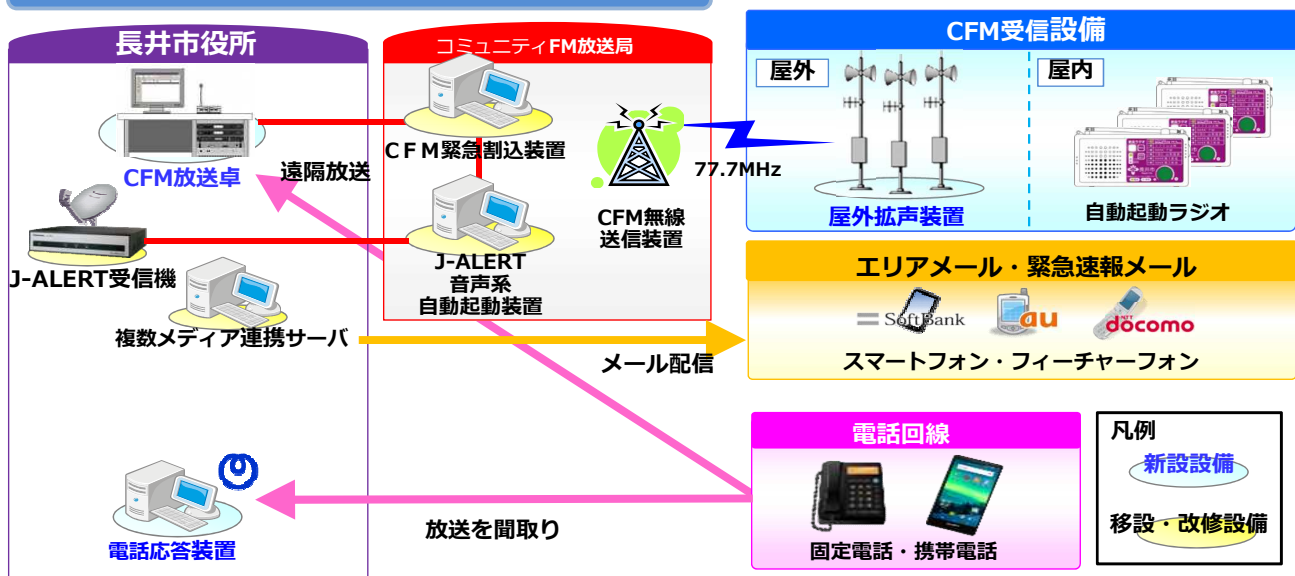 長井市役所
CFM放送卓
J-ALERT受信機
複数メディア連携サーバ
電話応答装置
遠隔放送
コミュニティFM放送局
CFM緊急割込装置
J-ALERT
音声系
自動起動装置
CFM無線
送信装置
77.7MHz
CFM受信設備
屋外
屋外拡声装置
屋内
自動起動ラジオ
メール配信
エリアメール・緊急速報メール
SoftBank
au
NTT
docomo
スマートフォン・フィーチャーフォン
放送を聞取り
電話回線
固定電話・携帯電話
凡例
新設設備
移設・改修設備